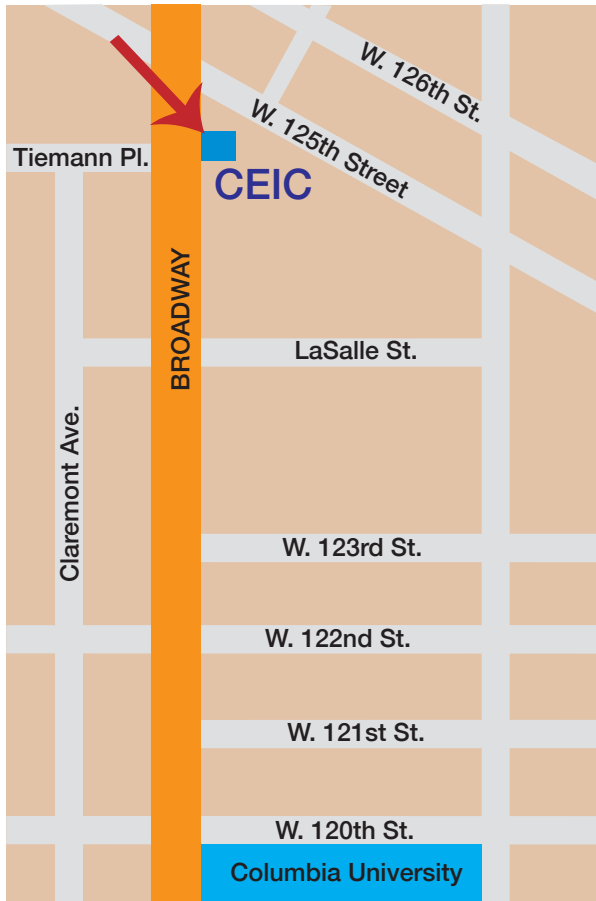 W. 126th St.
W. 125th Street
Tiemann Pl.
CEIC
BROADWAY
LaSalle St.
Claremont Ave.
W. 123rd St.
W. 122nd St.
W. 121st St.
W. 120th St.
Columbia University